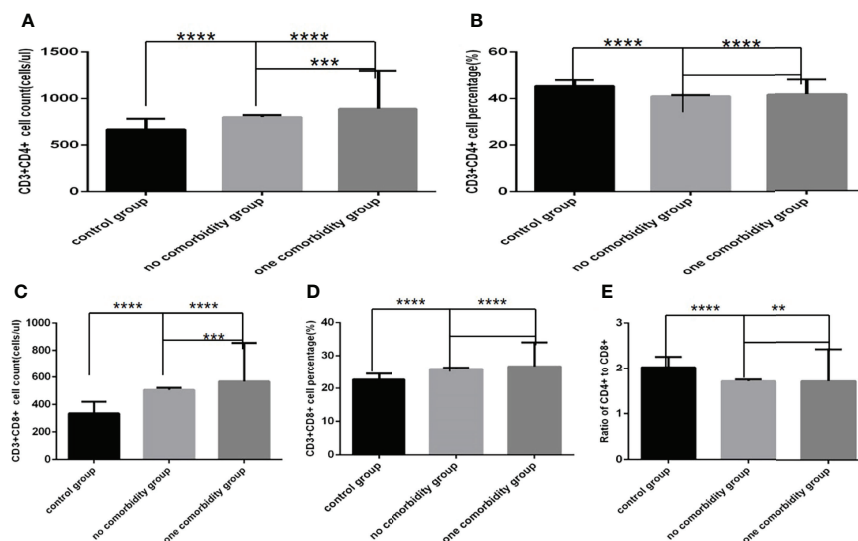 A
**** ****
***
CD3+CD4+ cell count(cells/ul)
1500
1000
500
0
control group
no comorbidity group
one comorbidity group
B
**** ****
CD3+CD4+ cell percentage(%)
60
40
20
0
control group
no comorbidity group
one comorbidity group
C
**** ****
***
CD3+CD8+ cell count(cells/ul)
1000
800
600
400
200
0
control group
no comorbidity group
one comorbidity group
D
**** ****
CD3+CD8+ cell percentage(%)
40
30
20
10
0
control group
no comorbidity group
one comorbidity group
E
**** **
Ratio of CD4+ to CD8+
3
2
1
0
control group
no comorbidity group
one comorbidity group